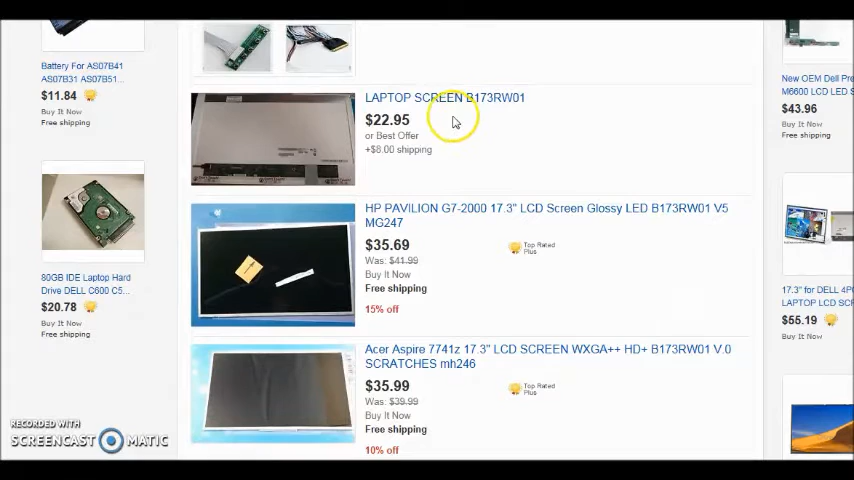 Battery For AS07B41
AS07B31 AS07B51...
$11.84
Buy It Now
Free shipping
80GB IDE Laptop Hard
Drive DELL C600 C5...
$20.78
Buy It Now
Free shipping
LAPTOP SCREEN B173RW01
$22.95
or Best Offer
+$8.00 shipping
HP PAVILION G7-2000 17.3" LCD Screen Glossy LED B173RW01 V5
MG247
$35.69
Was: $41.99
Buy It Now
Free shipping
15% off
Top Rated
Plus
Acer Aspire 7741z 17.3" LCD SCREEN WXGA++ HD+ B173RW01 V.0
SCRATCHES mh246
$35.99
Was: $39.99
Buy It Now
Free shipping
10% off
Top Rated
Plus
New OEM Dell Pre
M6600 LCD LED S
$43.96
Buy It Now
Free shipping
17.3" for DELL 4P
LAPTOP LCD SCR
$55.19
Buy It Now
RECORDED WITH
SCREENCAST MATIC